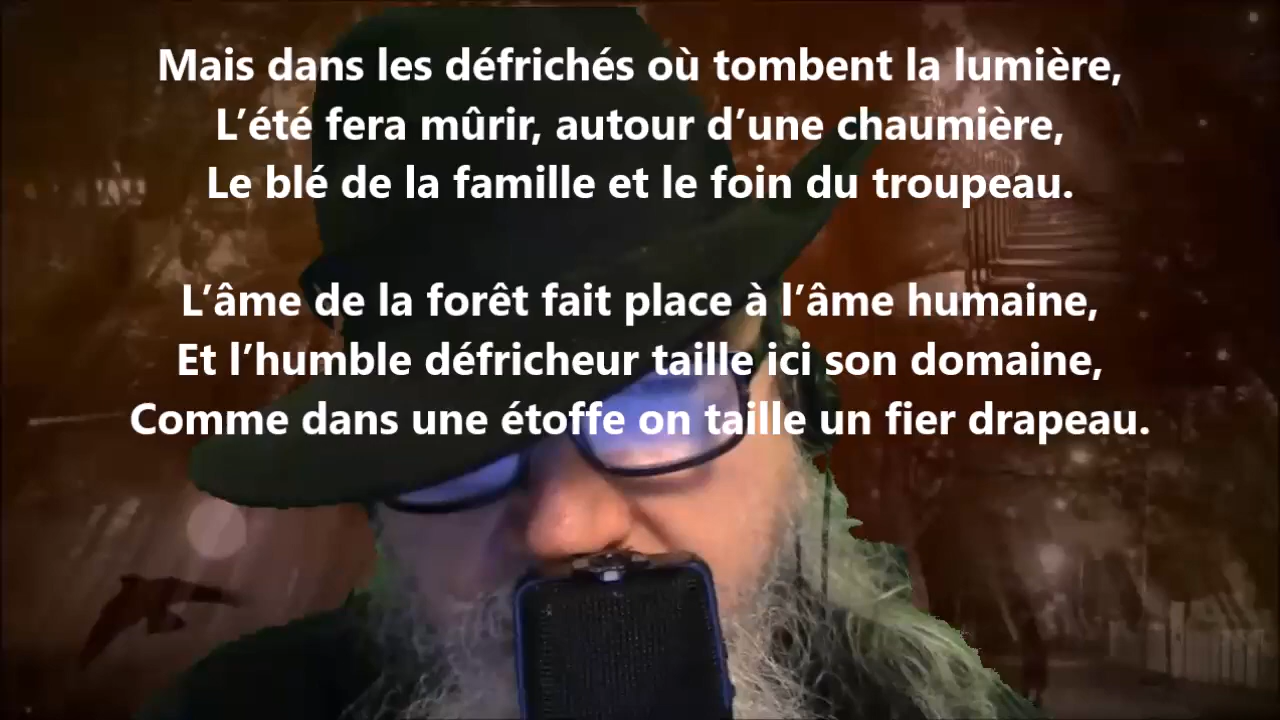 Mais dans les défrichés où tombent la lumière,
L’été fera mûrir, autour d’une chaumière,
Le blé de la famille et le foin du troupeau.
L’âme de la forêt fait place à l’âme humaine,
Et l’humble défricheur taille ici son domaine,
Comme dans une étoffe on taille un fier drapeau.